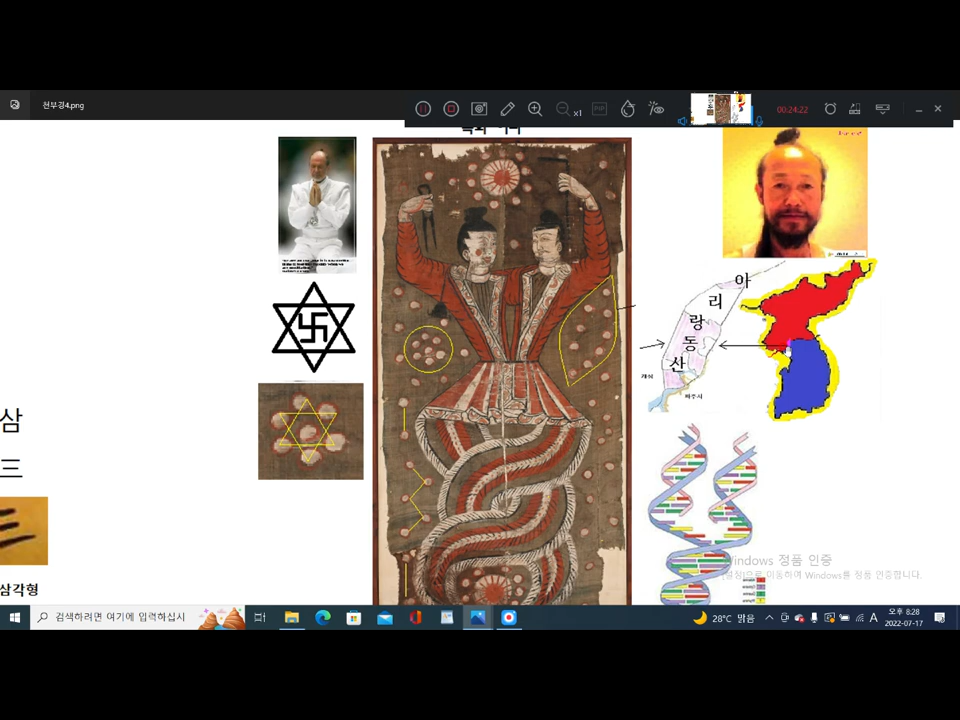 천부경4.png
x1
00:24:22
아
리
랑
동
산
개성
파주시
삼
三
삼각형
Windows 정품 인증
[설정]으로 이동하여 Windows를 정품 인증합니다.
검색하려면 여기에 입력하십시
28°C 맑음
A
오후 8:28
2022-07-17